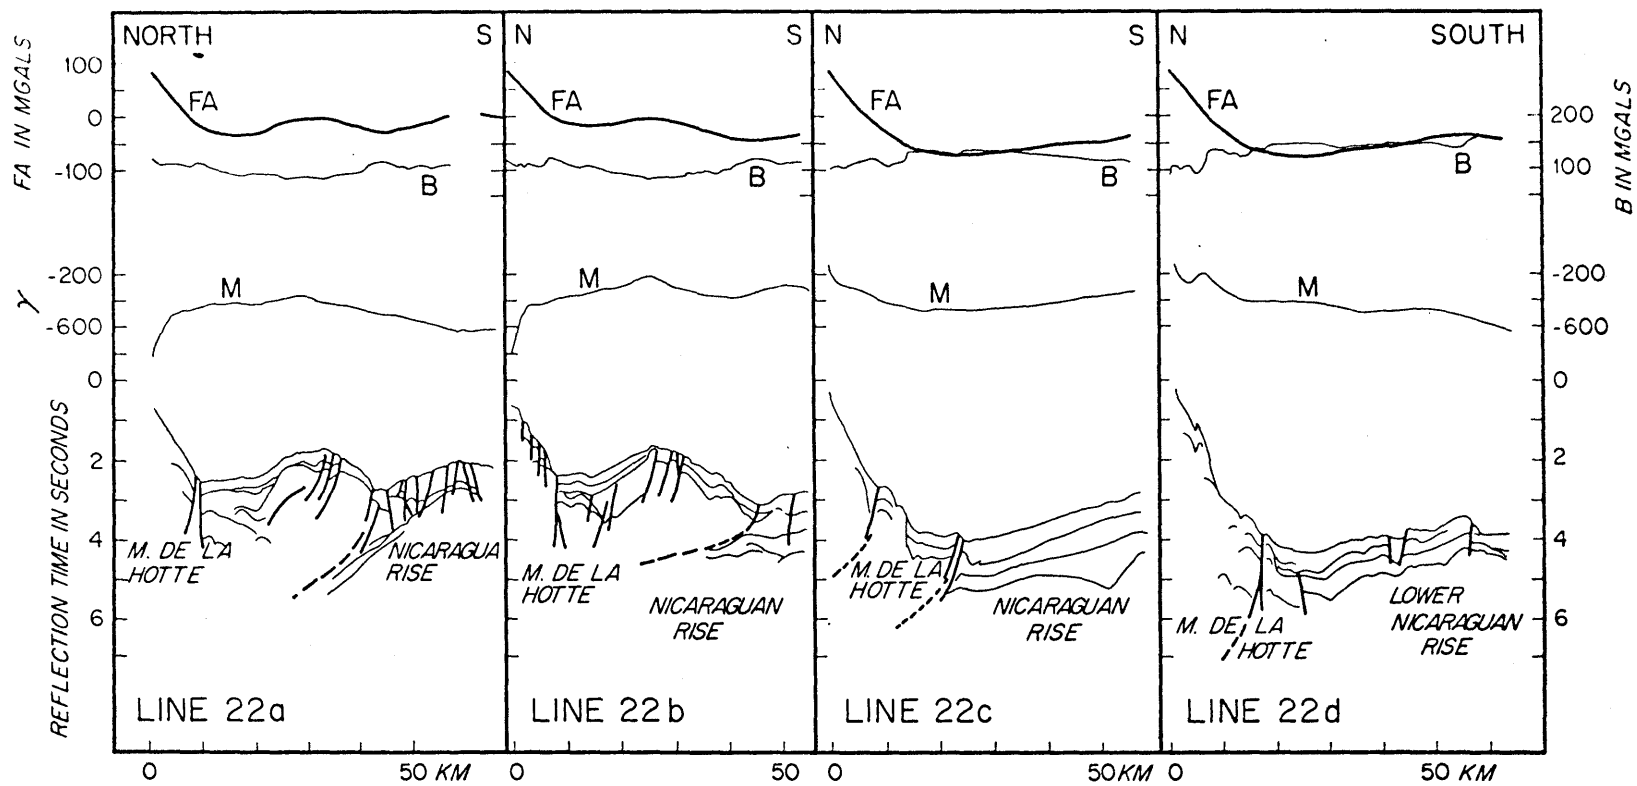 NORTH S N S N S N SOUTH
FA IN MGALS
100
0
-100
FA FA FA FA
B B B B
200
100
B IN MGALS
γ
-200
-600
M M M M
-200
-600
REFLECTION TIME IN SECONDS
0
2
4
6
0
2
4
6
M. DE LA
HOTTE
NICARAGUA
RISE
M. DE LA
HOTTE
NICARAGUAN
RISE
M. DE LA
HOTTE
NICARAGUAN
RISE
M. DE LA
HOTTE
LOWER
NICARAGUAN
RISE
LINE 22a LINE 22b LINE 22c LINE 22d
0 50 KM 0 50 0 50 KM 0 50 KM